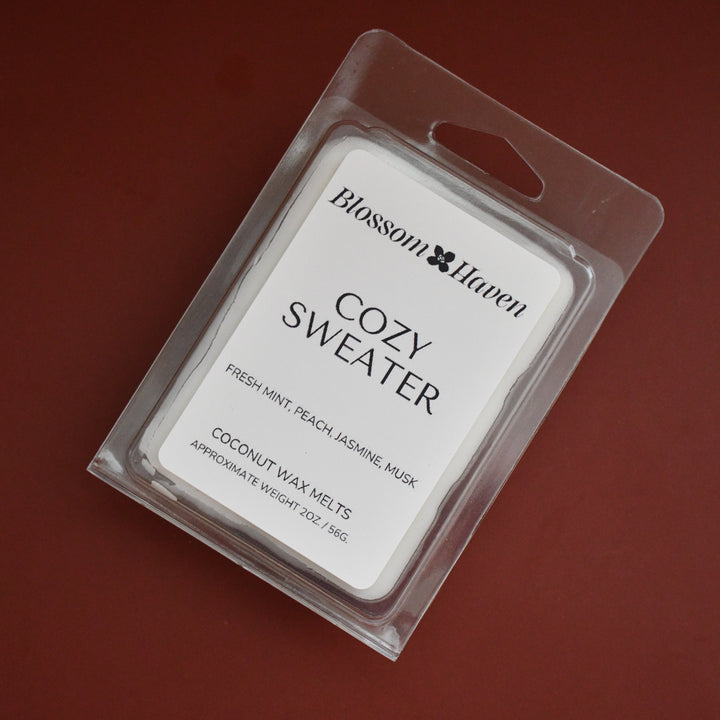 Blossom Haven
COZY
SWEATER
FRESH MINT, PEACH, JASMINE, MUSK
COCONUT WAX MELTS
APPROXIMATE WEIGHT 2OZ. / 56G.